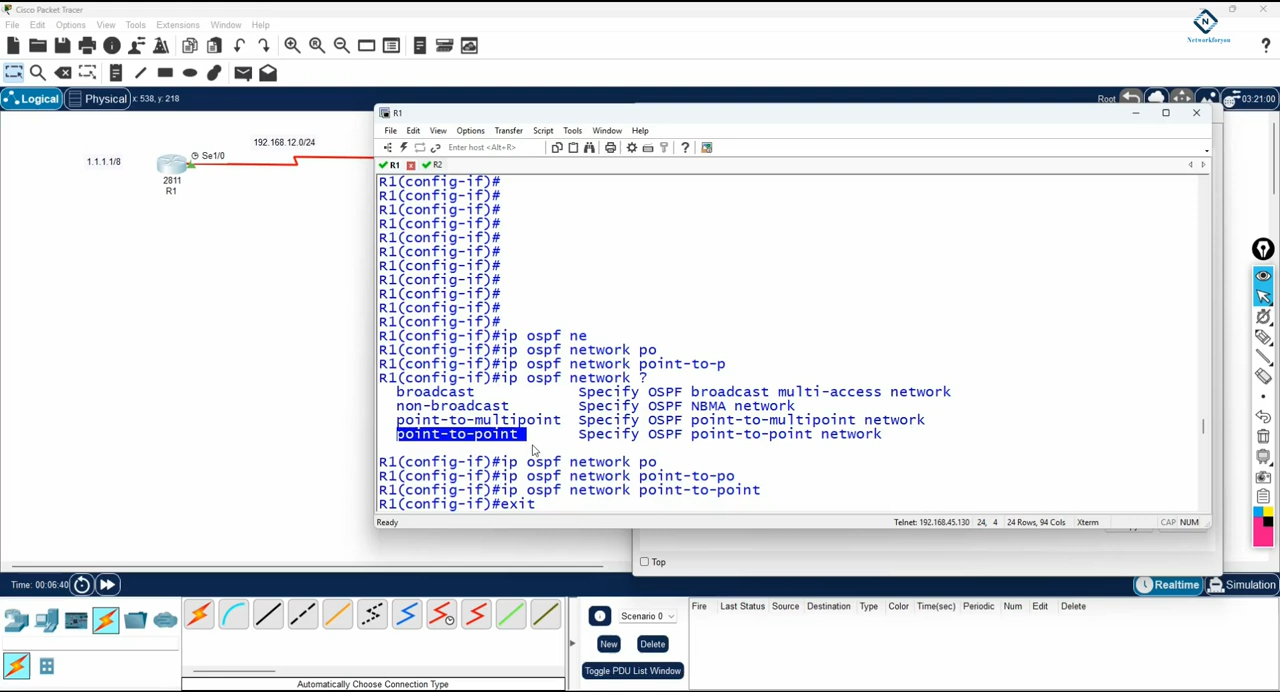 Cisco Packet Tracer
File Edit Options View Tools Extensions Window Help
Networkforyou
Logical Physical x: 538, y: 218
Root 03:21:00
192.168.12.0/24
1.1.1.1/8
Se1/0
2811
R1
R1
File Edit View Options Transfer Script Tools Window Help
Enter host <Alt+R>
R1 R2
R1(config-if)#
R1(config-if)#
R1(config-if)#
R1(config-if)#
R1(config-if)#
R1(config-if)#
R1(config-if)#
R1(config-if)#
R1(config-if)#
R1(config-if)#
R1(config-if)#
R1(config-if)#ip ospf ne
R1(config-if)#ip ospf network po
R1(config-if)#ip ospf network point-to-p
R1(config-if)#ip ospf network ?
broadcast Specify OSPF broadcast multi-access network
non-broadcast Specify OSPF NBMA network
point-to-multipoint Specify OSPF point-to-multipoint network
point-to-point Specify OSPF point-to-point network
R1(config-if)#ip ospf network po
R1(config-if)#ip ospf network point-to-po
R1(config-if)#ip ospf network point-to-point
R1(config-if)#exit
Ready Telnet: 192.168.45.130 24, 4 24 Rows, 94 Cols Xterm CAP NUM
Top
Time: 00:06:40 Realtime Simulation
Scenario 0
New Delete
Toggle PDU List Window
Fire Last Status Source Destination Type Color Time(sec) Periodic Num Edit Delete
Automatically Choose Connection Type